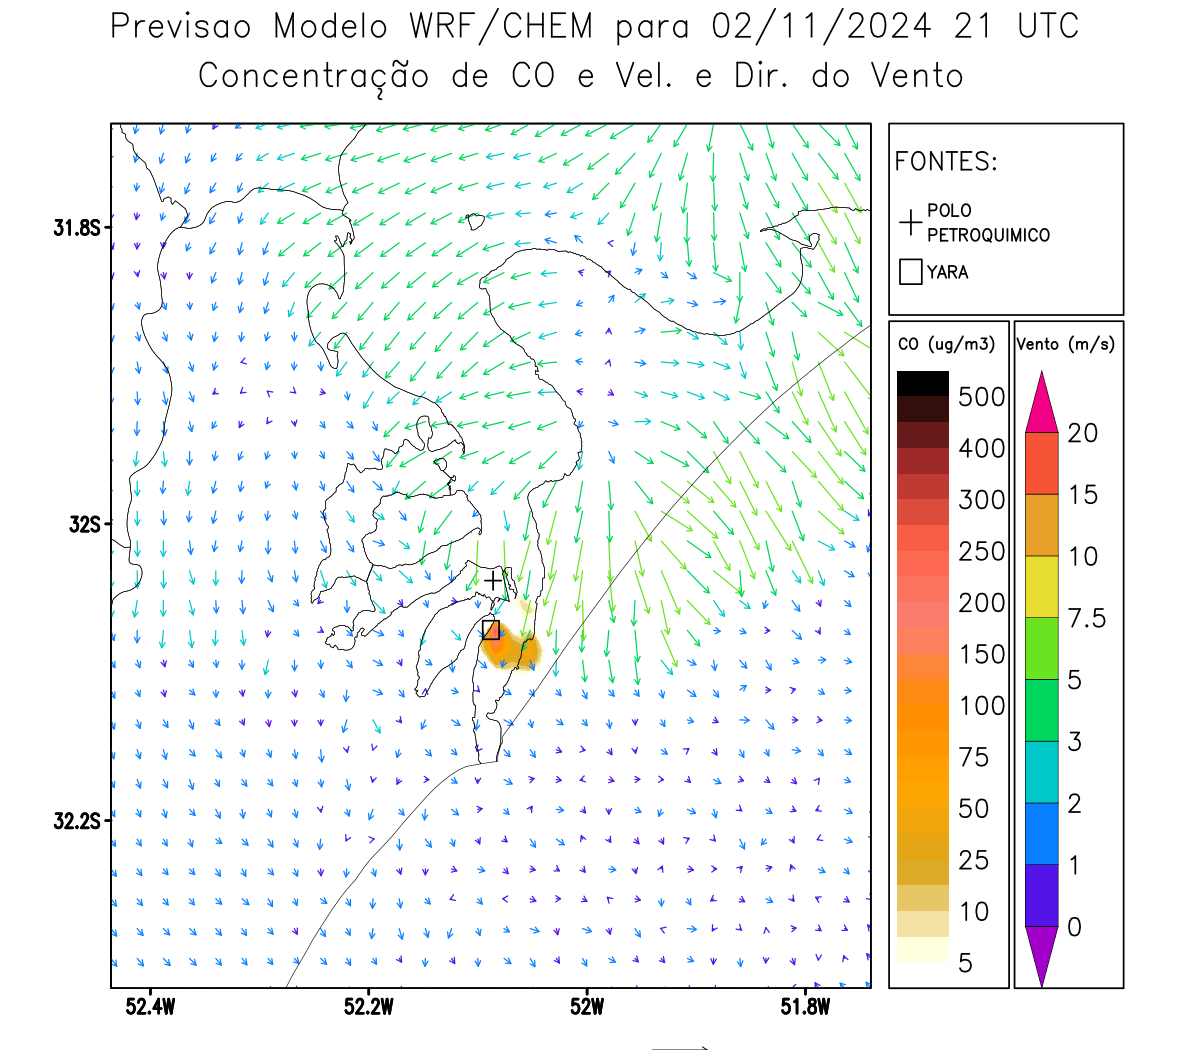 Previsao Modelo WRF/CHEM para 02/11/2024 21 UTC
Concentração de CO e Vel. e Dir. do Vento
FONTES:
POLO
PETROQUIMICO
YARA
31.8S
32S
32.2S
52.4W
52.2W
52W
51.8W
CO (ug/m3)
500
400
300
250
200
150
100
75
50
25
10
5
Vento (m/s)
20
15
10
7.5
5
3
2
1
0